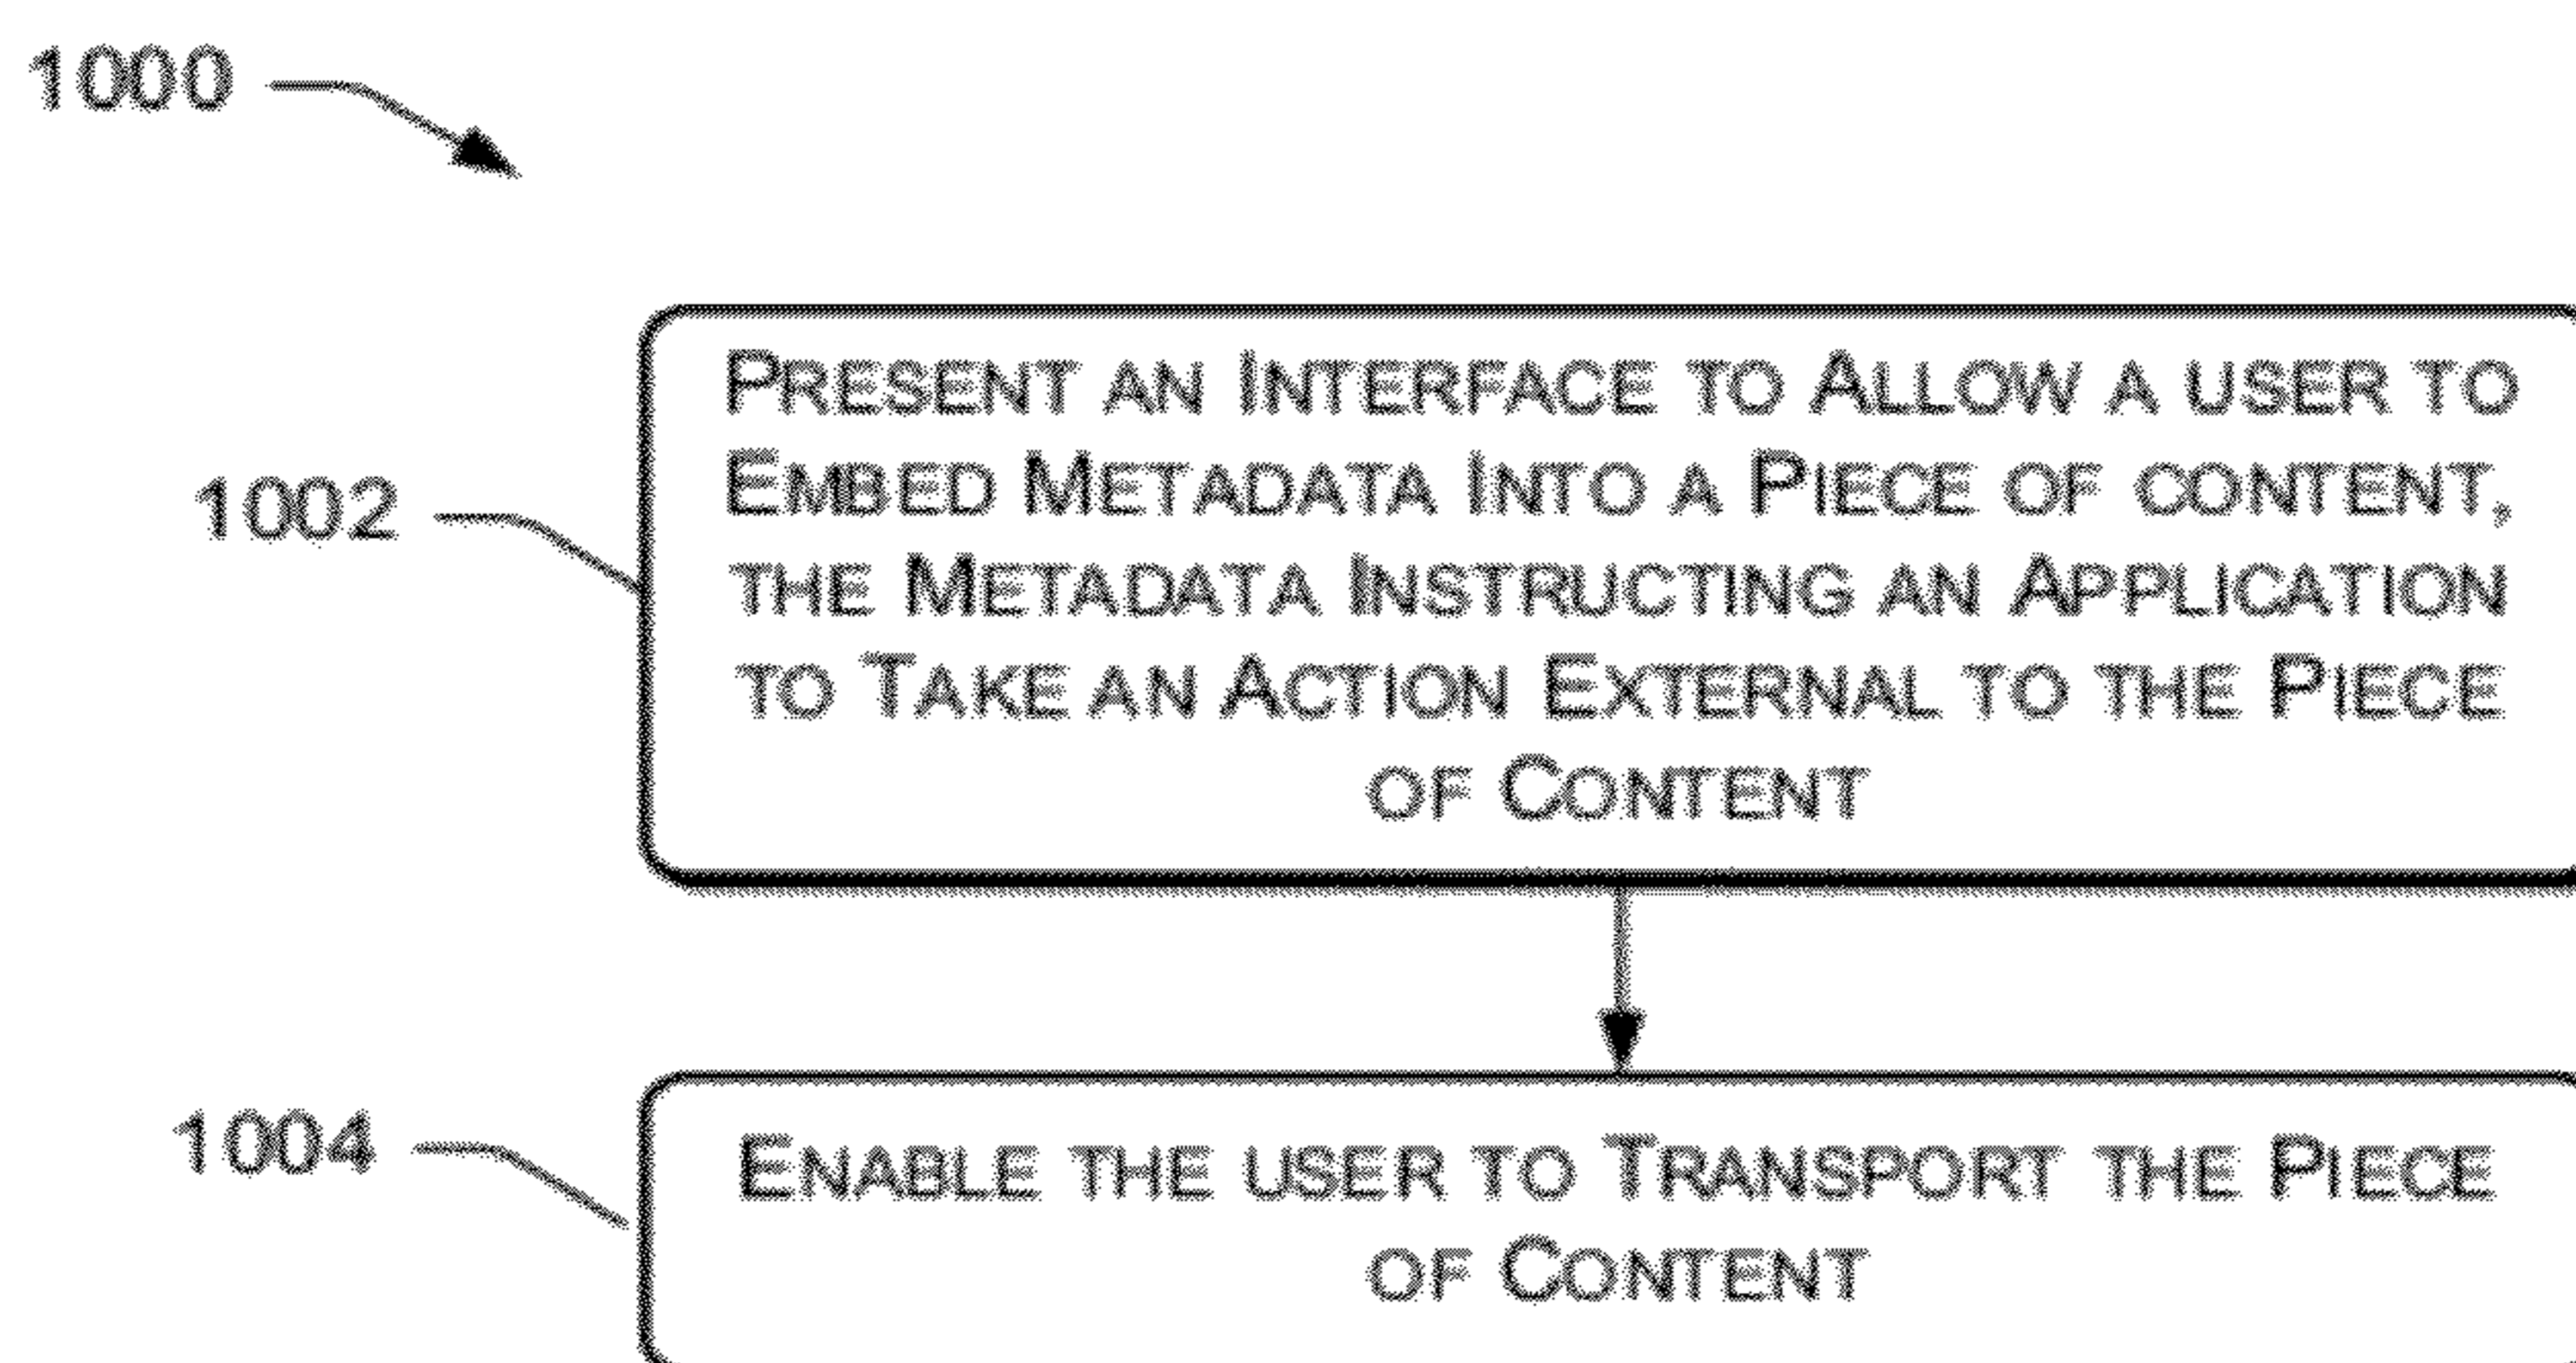 1000
PRESENT AN INTERFACE TO ALLOW A USER TO
1002
EMBED METADATA INTO A PIECE OF CONTENT,
THE METADATA INSTRUCTING AN APPLICATION
TO TAKE AN ACTION EXTERNAL TO THE PIECE
OF CONTENT
1004
ENABLE THE USER TO TRANSPORT THE PIECE
OF CONTENT